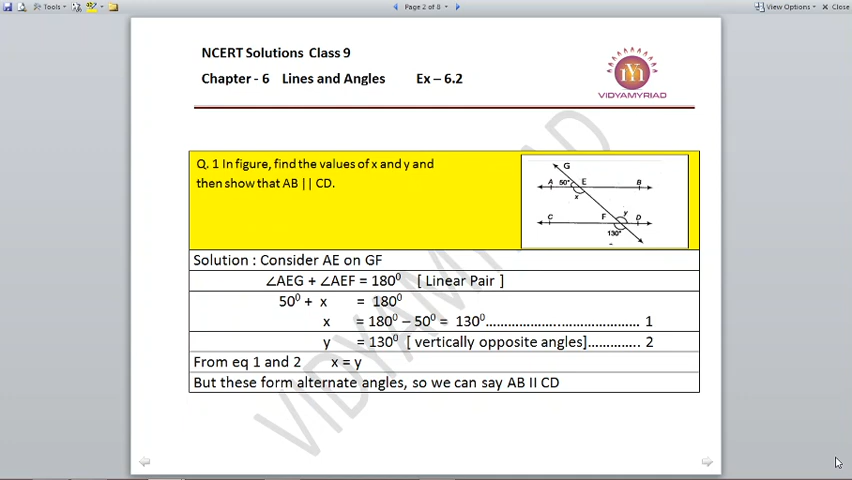 Tools
Page 2 of 8
View Options
Close
NCERT Solutions Class 9
Chapter - 6 Lines and Angles Ex – 6.2
VIDYAMYRIAD
Q. 1 In figure, find the values of x and y and
then show that AB || CD.
G
A 50° E B
x
C F y D
130°
Solution : Consider AE on GF
∠AEG + ∠AEF = 180⁰ [ Linear Pair ]
50⁰ + x = 180⁰
x = 180⁰ – 50⁰ = 130⁰………………………………… 1
y = 130⁰ [ vertically opposite angles]………….. 2
From eq 1 and 2 x = y
But these form alternate angles, so we can say AB II CD
VIDYAMYRIAD